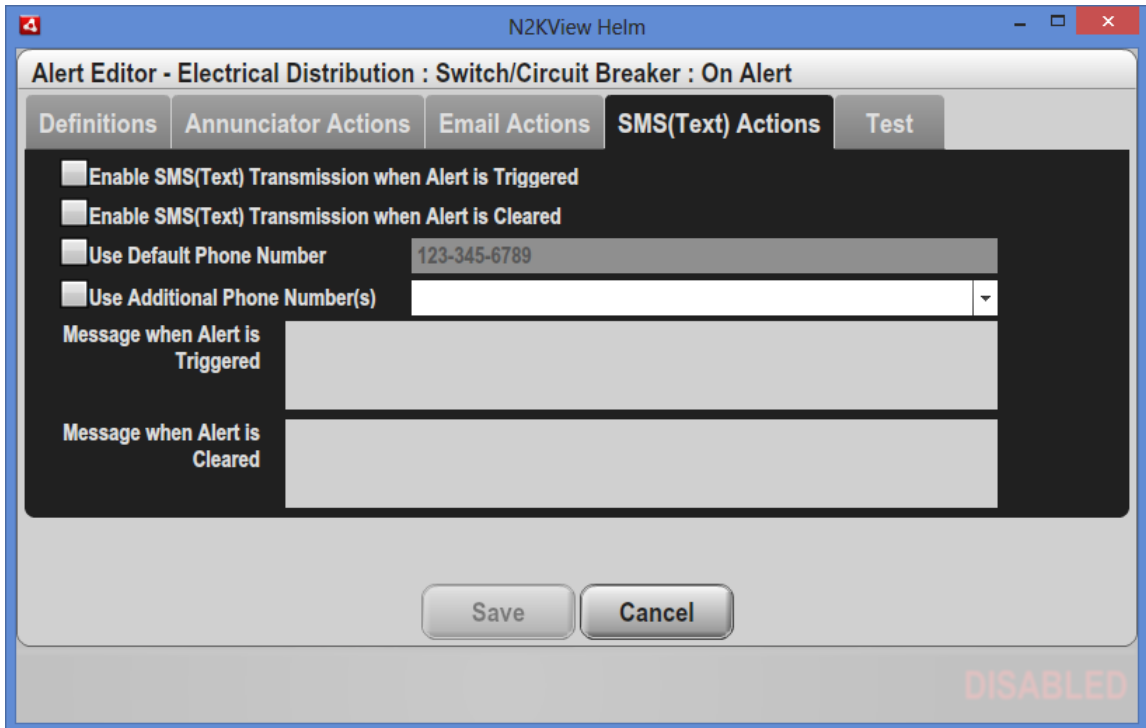 N2KView Helm
Alert Editor - Electrical Distribution : Switch/Circuit Breaker : On Alert
Definitions Annunciator Actions Email Actions SMS(Text) Actions Test
Enable SMS(Text) Transmission when Alert is Triggered
Enable SMS(Text) Transmission when Alert is Cleared
Use Default Phone Number 123-345-6789
Use Additional Phone Number(s)
Message when Alert is
Triggered
Message when Alert is
Cleared
Save Cancel
DISABLED